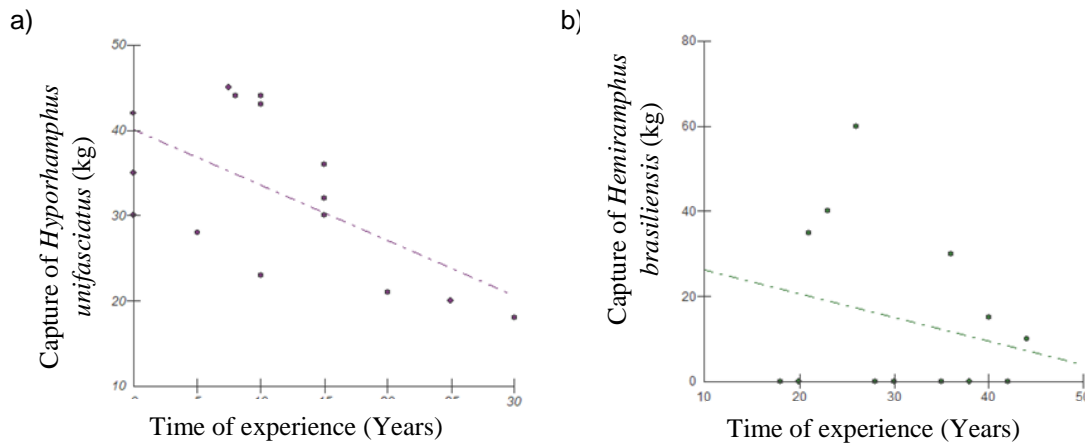 a)
50
40
30
20
10
0
5
10
15
20
25
30
Capture of Hyporhamphus
unifasciatus (kg)
Time of experience (Years)
b)
80
60
40
20
0
10
20
30
40
50
Capture of Hemiramphus
brasiliensis (kg)
Time of experience (Years)